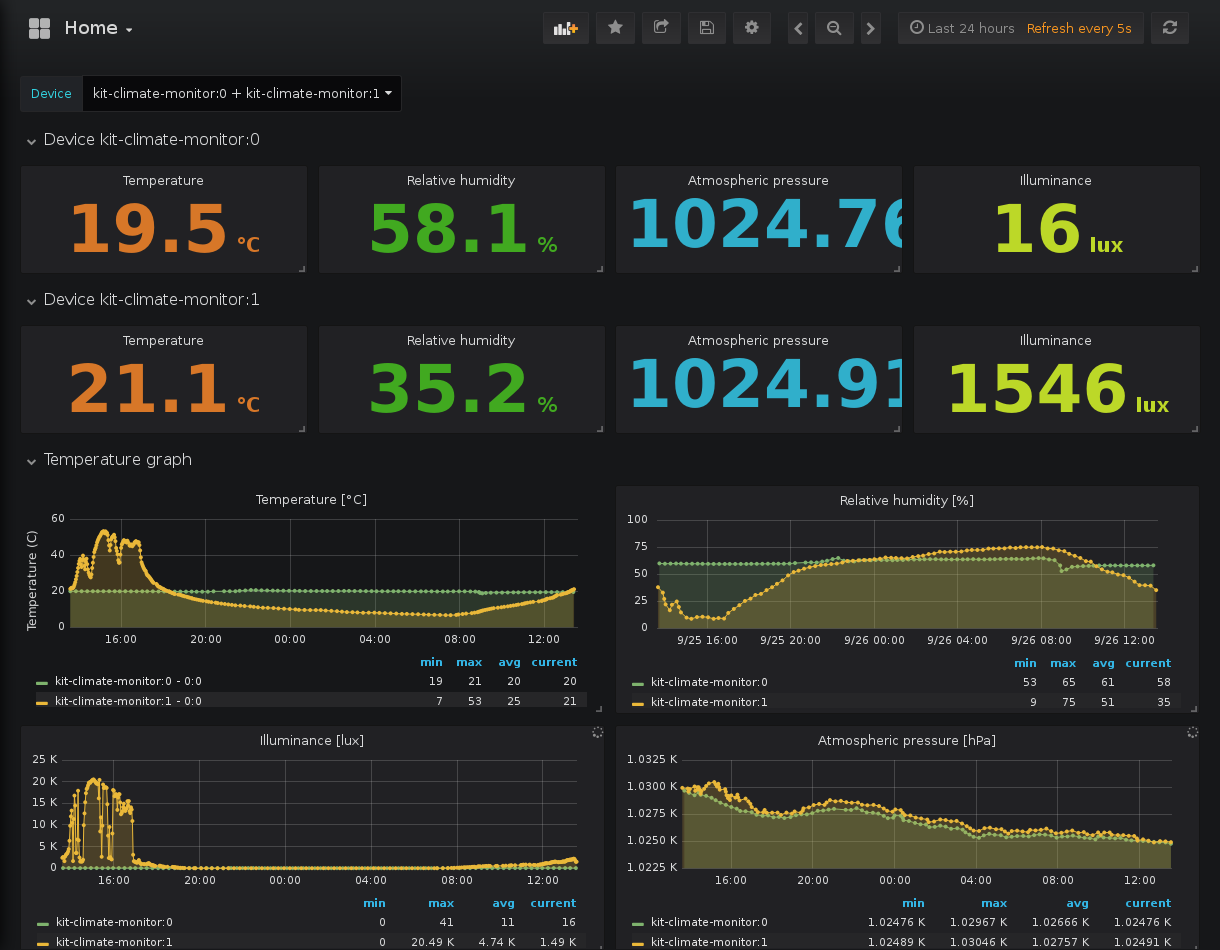 Home
Last 24 hours Refresh every 5s
Device kit-climate-monitor:0 + kit-climate-monitor:1
Device kit-climate-monitor:0
Temperature Relative humidity Atmospheric pressure Illuminance
19.5 °C 58.1 % 1024.76 16 lux
Device kit-climate-monitor:1
Temperature Relative humidity Atmospheric pressure Illuminance
21.1 °C 35.2 % 1024.91 1546 lux
Temperature graph
Temperature [°C]
Temperature (C)
60
40
20
0
16:00 20:00 00:00 04:00 08:00 12:00
min max avg current
kit-climate-monitor:0 - 0:0 19 21 20 20
kit-climate-monitor:1 - 0:0 7 53 25 21
Relative humidity [%]
100
75
50
25
0
9/25 16:00 9/25 20:00 9/26 00:00 9/26 04:00 9/26 08:00 9/26 12:00
min max avg current
kit-climate-monitor:0 53 65 61 58
kit-climate-monitor:1 9 75 51 35
Illuminance [lux]
25 K
20 K
15 K
10 K
5 K
0
16:00 20:00 00:00 04:00 08:00 12:00
min max avg current
kit-climate-monitor:0 0 41 11 16
kit-climate-monitor:1 0 20.49 K 4.74 K 1.49 K
Atmospheric pressure [hPa]
1.0325 K
1.0300 K
1.0275 K
1.0250 K
1.0225 K
16:00 20:00 00:00 04:00 08:00 12:00
min max avg current
kit-climate-monitor:0 1.02476 K 1.02967 K 1.02666 K 1.02476 K
kit-climate-monitor:1 1.02489 K 1.03046 K 1.02757 K 1.02491 K